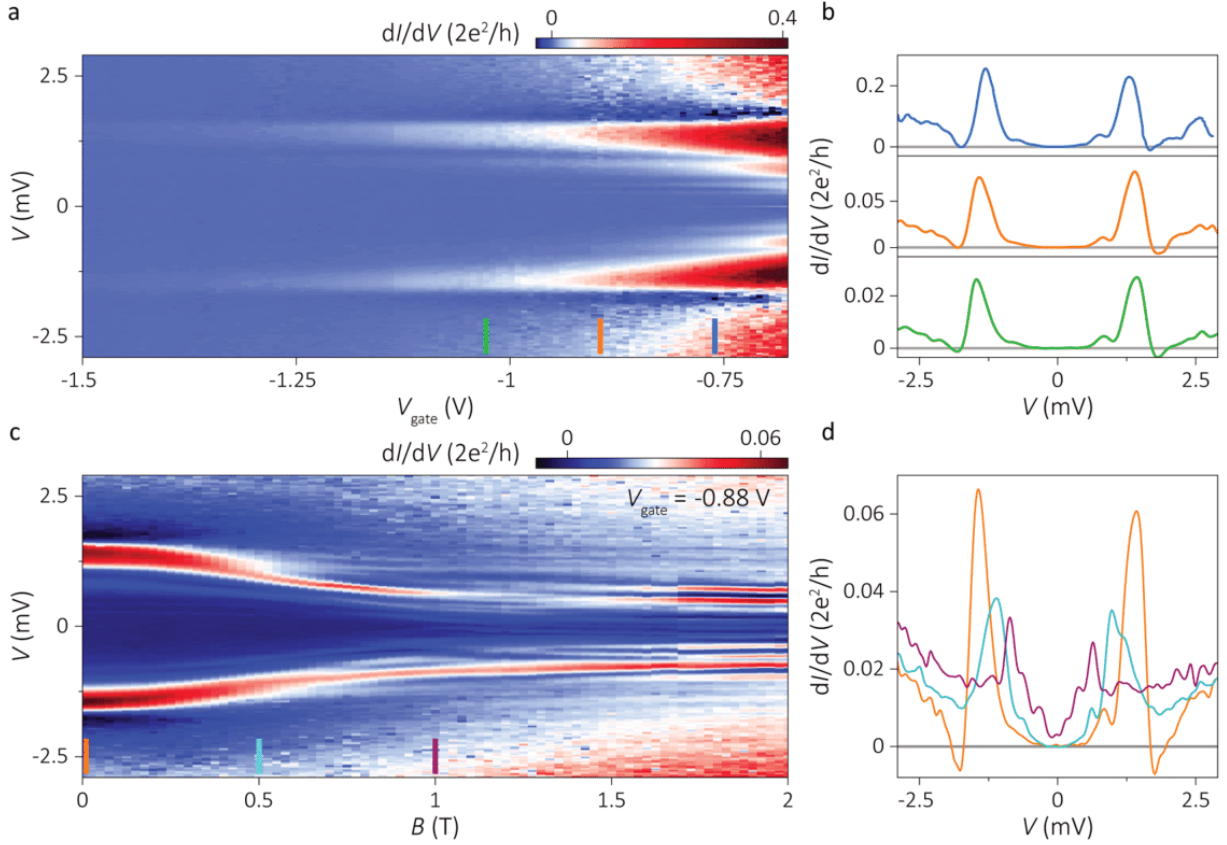 a
dI/dV (2e²/h)
0
0.4
V (mV)
2.5
0
-2.5
-1.5
-1.25
-1
-0.75
V_gate (V)
b
dI/dV (2e²/h)
0.2
0
0.05
0
0.02
0
-2.5
0
2.5
V (mV)
c
dI/dV (2e²/h)
0
0.06
V_gate = -0.88 V
V (mV)
2.5
0
-2.5
0
0.5
1
1.5
2
B (T)
d
dI/dV (2e²/h)
0.06
0.04
0.02
0
-2.5
0
2.5
V (mV)